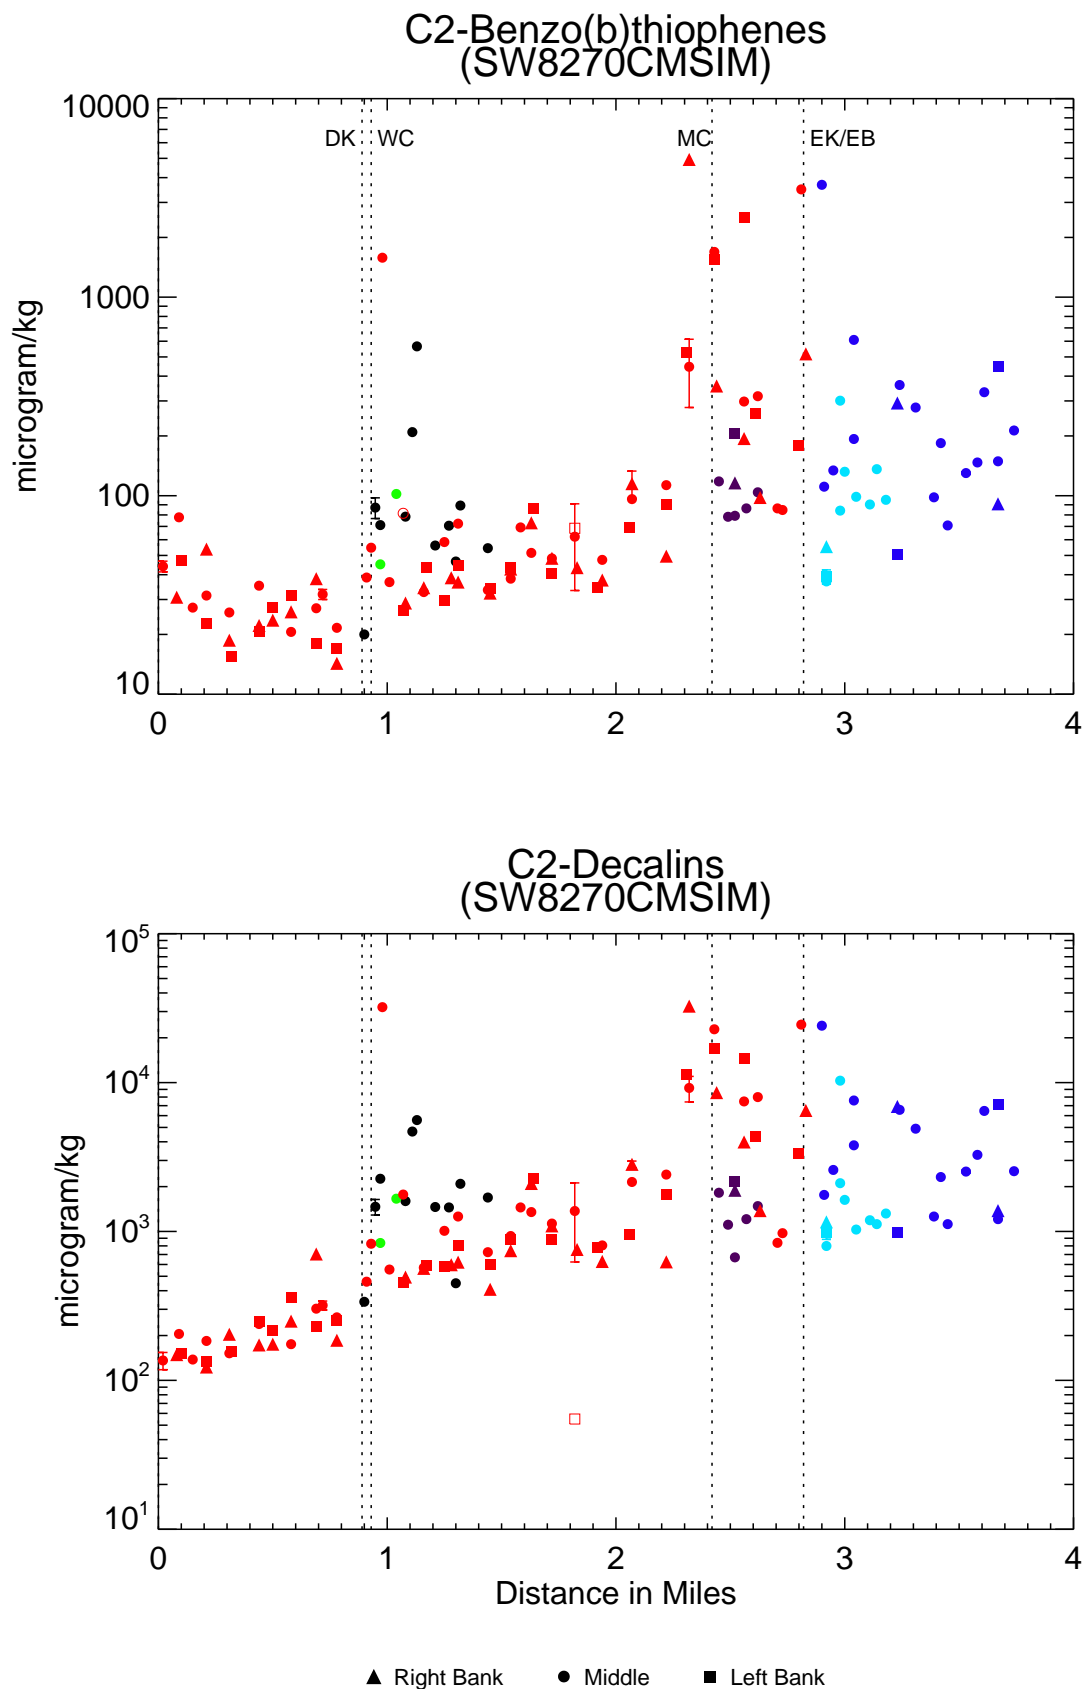 C2-Benzo(b)thiophenes
(SW8270CMSIM)
10000
1000
100
10
microgram/kg
DK
WC
MC
EK/EB
0 1 2 3 4
C2-Decalins
(SW8270CMSIM)
10^5
10^4
10^3
10^2
10^1
microgram/kg
0 1 2 3 4
Distance in Miles
Right Bank Middle Left Bank